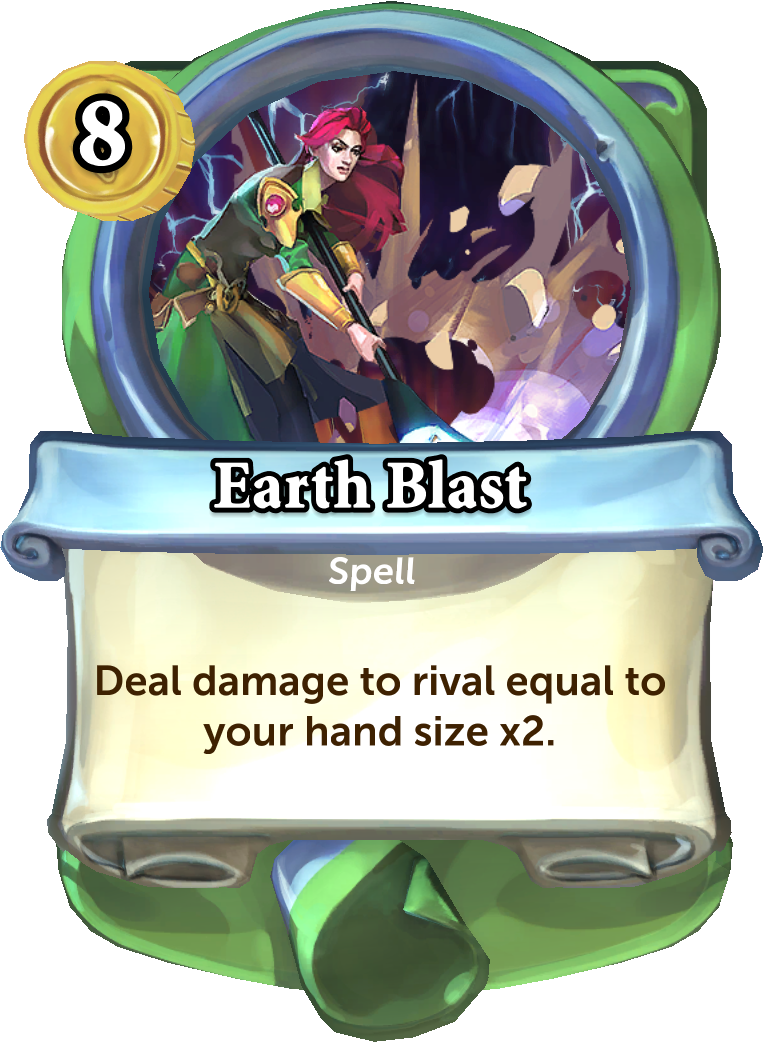 8
Earth Blast
Spell
Deal damage to rival equal to
your hand size x2.